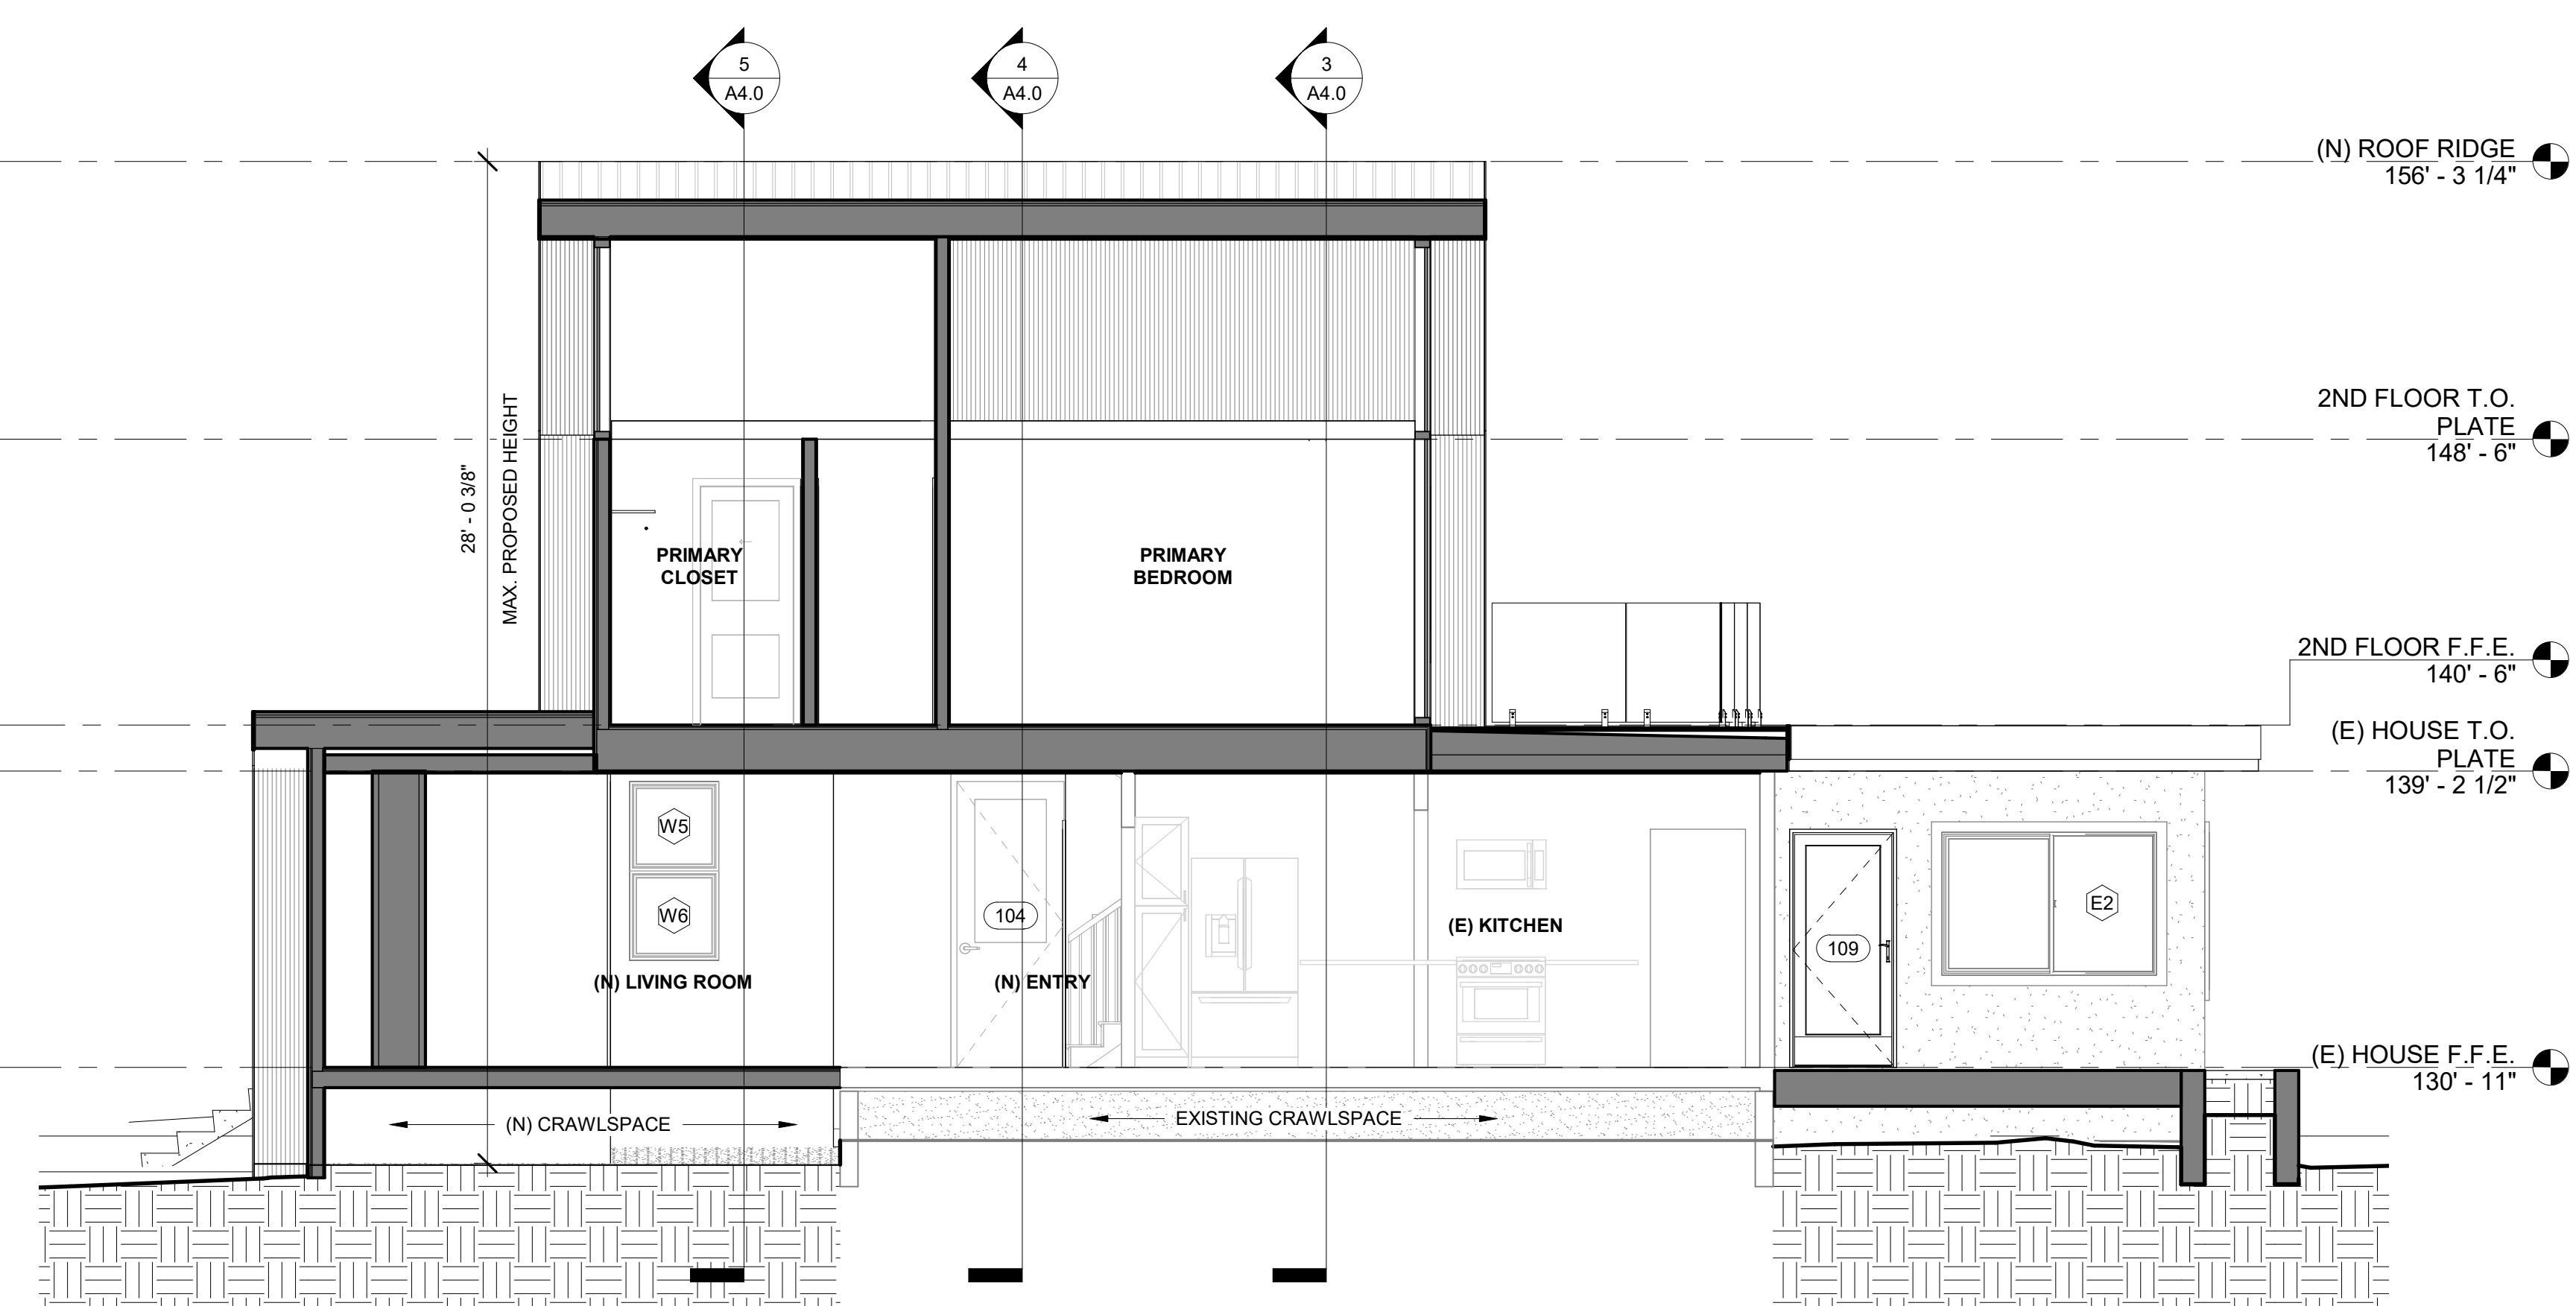 5
A4.0
4
A4.0
3
A4.0
(N) ROOF RIDGE
156' - 3 1/4"
2ND FLOOR T.O.
PLATE
148' - 6"
28' - 0 3/8"
MAX. PROPOSED HEIGHT
PRIMARY
CLOSET
PRIMARY
BEDROOM
2ND FLOOR F.F.E.
140' - 6"
(E) HOUSE T.O.
PLATE
139' - 2 1/2"
W5
W6
104
E2
(E) KITCHEN
109
(N) LIVING ROOM
(N) ENTRY
(E) HOUSE F.F.E.
130' - 11"
(N) CRAWLSPACE
EXISTING CRAWLSPACE